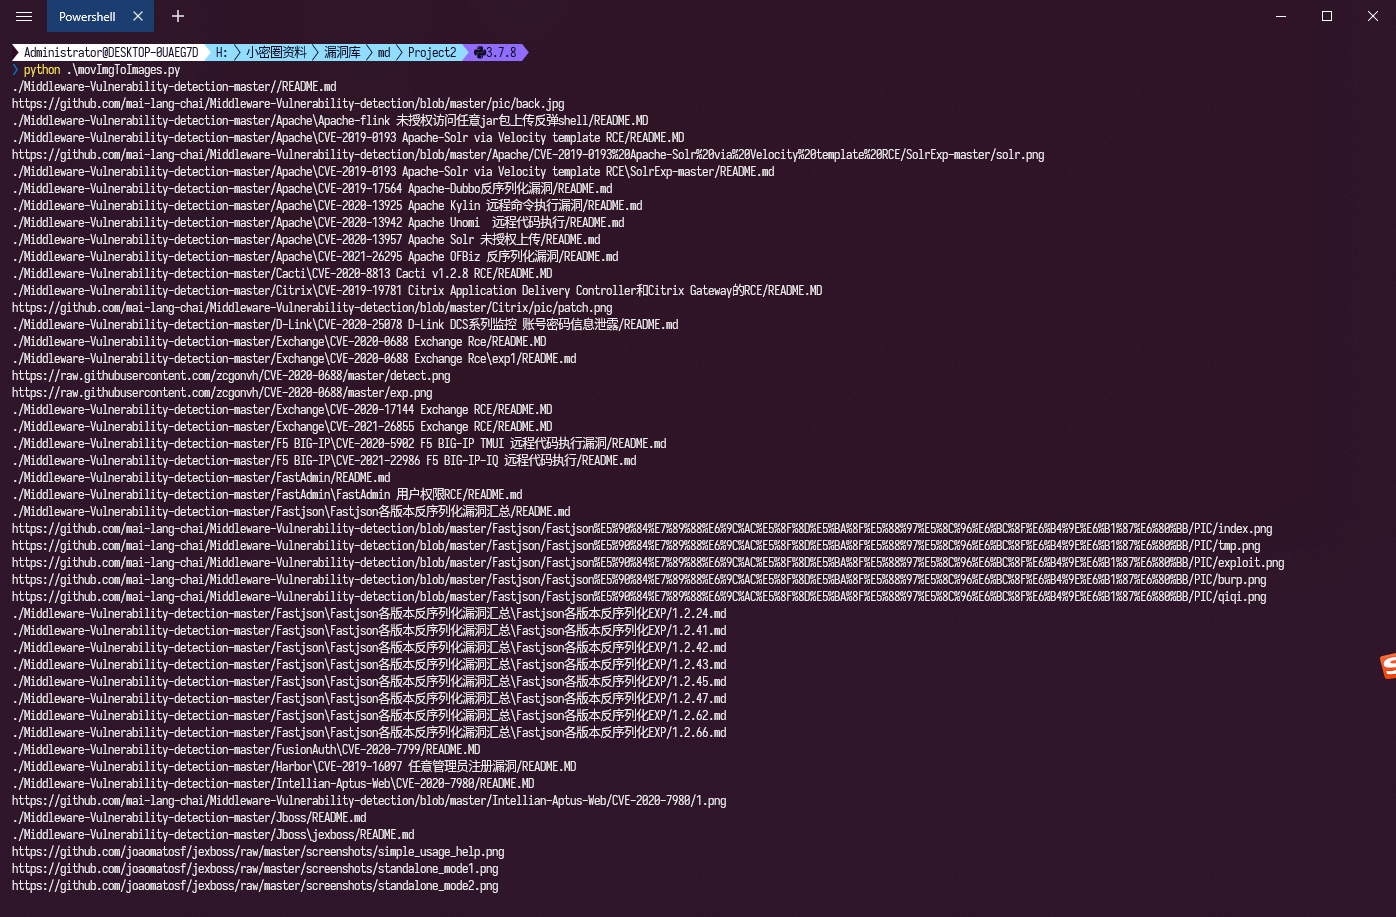 Powershell
Administrator@DESKTOP-0UAEG7D H: 小密圈资料 漏洞库 md Project2 3.7.8
❯ python .\movImgToImages.py
./Middleware-Vulnerability-detection-master//README.md
https://github.com/mai-lang-chai/Middleware-Vulnerability-detection/blob/master/pic/back.jpg
./Middleware-Vulnerability-detection-master/Apache\Apache-flink 未授权访问任意jar包上传反弹shell/README.MD
./Middleware-Vulnerability-detection-master/Apache\CVE-2019-0193 Apache-Solr via Velocity template RCE/README.MD
https://github.com/mai-lang-chai/Middleware-Vulnerability-detection/blob/master/Apache/CVE-2019-0193%20Apache-Solr%20via%20Velocity%20template%20RCE/SolrExp-master/solr.png
./Middleware-Vulnerability-detection-master/Apache\CVE-2019-0193 Apache-Solr via Velocity template RCE\SolrExp-master/README.md
./Middleware-Vulnerability-detection-master/Apache\CVE-2019-17564 Apache-Dubbo反序列化漏洞/README.md
./Middleware-Vulnerability-detection-master/Apache\CVE-2020-13925 Apache Kylin 远程命令执行漏洞/README.md
./Middleware-Vulnerability-detection-master/Apache\CVE-2020-13942 Apache Unomi  远程代码执行/README.md
./Middleware-Vulnerability-detection-master/Apache\CVE-2020-13957 Apache Solr 未授权上传/README.md
./Middleware-Vulnerability-detection-master/Apache\CVE-2021-26295 Apache OFBiz 反序列化漏洞/README.md
./Middleware-Vulnerability-detection-master/Cacti\CVE-2020-8813 Cacti v1.2.8 RCE/README.MD
./Middleware-Vulnerability-detection-master/Citrix\CVE-2019-19781 Citrix Application Delivery Controller和Citrix Gateway的RCE/README.MD
https://github.com/mai-lang-chai/Middleware-Vulnerability-detection/blob/master/Citrix/pic/patch.png
./Middleware-Vulnerability-detection-master/D-Link\CVE-2020-25078 D-Link DCS系列监控 账号密码信息泄露/README.md
./Middleware-Vulnerability-detection-master/Exchange\CVE-2020-0688 Exchange Rce/README.MD
./Middleware-Vulnerability-detection-master/Exchange\CVE-2020-0688 Exchange Rce\exp1/README.md
https://raw.githubusercontent.com/zcgonvh/CVE-2020-0688/master/detect.png
https://raw.githubusercontent.com/zcgonvh/CVE-2020-0688/master/exp.png
./Middleware-Vulnerability-detection-master/Exchange\CVE-2020-17144 Exchange RCE/README.MD
./Middleware-Vulnerability-detection-master/Exchange\CVE-2021-26855 Exchange RCE/README.MD
./Middleware-Vulnerability-detection-master/F5 BIG-IP\CVE-2020-5902 F5 BIG-IP TMUI 远程代码执行漏洞/README.md
./Middleware-Vulnerability-detection-master/F5 BIG-IP\CVE-2021-22986 F5 BIG-IP-IQ 远程代码执行/README.md
./Middleware-Vulnerability-detection-master/FastAdmin/README.md
./Middleware-Vulnerability-detection-master/FastAdmin\FastAdmin 用户权限RCE/README.md
./Middleware-Vulnerability-detection-master/Fastjson\Fastjson各版本反序列化漏洞汇总/README.md
https://github.com/mai-lang-chai/Middleware-Vulnerability-detection/blob/master/Fastjson/Fastjson%E5%90%84%E7%89%88%E6%9C%AC%E5%8F%8D%E5%BA%8F%E5%88%97%E5%8C%96%E6%BC%8F%E6%B4%9E%E6%B1%87%E6%80%BB/PIC/index.png
https://github.com/mai-lang-chai/Middleware-Vulnerability-detection/blob/master/Fastjson/Fastjson%E5%90%84%E7%89%88%E6%9C%AC%E5%8F%8D%E5%BA%8F%E5%88%97%E5%8C%96%E6%BC%8F%E6%B4%9E%E6%B1%87%E6%80%BB/PIC/tmp.png
https://github.com/mai-lang-chai/Middleware-Vulnerability-detection/blob/master/Fastjson/Fastjson%E5%90%84%E7%89%88%E6%9C%AC%E5%8F%8D%E5%BA%8F%E5%88%97%E5%8C%96%E6%BC%8F%E6%B4%9E%E6%B1%87%E6%80%BB/PIC/exploit.png
https://github.com/mai-lang-chai/Middleware-Vulnerability-detection/blob/master/Fastjson/Fastjson%E5%90%84%E7%89%88%E6%9C%AC%E5%8F%8D%E5%BA%8F%E5%88%97%E5%8C%96%E6%BC%8F%E6%B4%9E%E6%B1%87%E6%80%BB/PIC/burp.png
https://github.com/mai-lang-chai/Middleware-Vulnerability-detection/blob/master/Fastjson/Fastjson%E5%90%84%E7%89%88%E6%9C%AC%E5%8F%8D%E5%BA%8F%E5%88%97%E5%8C%96%E6%BC%8F%E6%B4%9E%E6%B1%87%E6%80%BB/PIC/qiqi.png
./Middleware-Vulnerability-detection-master/Fastjson\Fastjson各版本反序列化漏洞汇总\Fastjson各版本反序列化EXP/1.2.24.md
./Middleware-Vulnerability-detection-master/Fastjson\Fastjson各版本反序列化漏洞汇总\Fastjson各版本反序列化EXP/1.2.41.md
./Middleware-Vulnerability-detection-master/Fastjson\Fastjson各版本反序列化漏洞汇总\Fastjson各版本反序列化EXP/1.2.42.md
./Middleware-Vulnerability-detection-master/Fastjson\Fastjson各版本反序列化漏洞汇总\Fastjson各版本反序列化EXP/1.2.43.md
./Middleware-Vulnerability-detection-master/Fastjson\Fastjson各版本反序列化漏洞汇总\Fastjson各版本反序列化EXP/1.2.45.md
./Middleware-Vulnerability-detection-master/Fastjson\Fastjson各版本反序列化漏洞汇总\Fastjson各版本反序列化EXP/1.2.47.md
./Middleware-Vulnerability-detection-master/Fastjson\Fastjson各版本反序列化漏洞汇总\Fastjson各版本反序列化EXP/1.2.62.md
./Middleware-Vulnerability-detection-master/Fastjson\Fastjson各版本反序列化漏洞汇总\Fastjson各版本反序列化EXP/1.2.66.md
./Middleware-Vulnerability-detection-master/FusionAuth\CVE-2020-7799/README.MD
./Middleware-Vulnerability-detection-master/Harbor\CVE-2019-16097 任意管理员注册漏洞/README.MD
./Middleware-Vulnerability-detection-master/Intellian-Aptus-Web\CVE-2020-7980/README.MD
https://github.com/mai-lang-chai/Middleware-Vulnerability-detection/blob/master/Intellian-Aptus-Web/CVE-2020-7980/1.png
./Middleware-Vulnerability-detection-master/Jboss/README.md
./Middleware-Vulnerability-detection-master/Jboss\jexboss/README.md
https://github.com/joaomatosf/jexboss/raw/master/screenshots/simple_usage_help.png
https://github.com/joaomatosf/jexboss/raw/master/screenshots/standalone_mode1.png
https://github.com/joaomatosf/jexboss/raw/master/screenshots/standalone_mode2.png